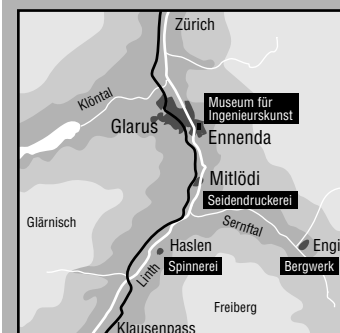 Zürich
Klöntal
Museum für
Ingenieurskunst
Glarus
Ennenda
Mitlödi
Seidendruckerei
Glärnisch
Sernftal
Haslen
Engi
Linth
Spinnerei
Bergwerk
Freiberg
Klausenpass